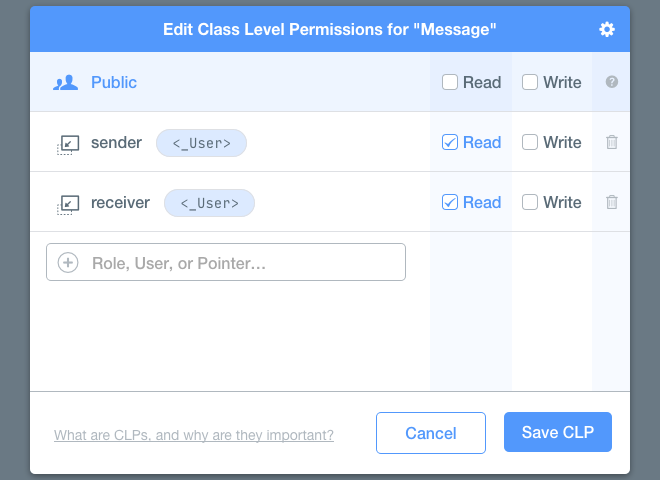 Edit Class Level Permissions for "Message"
Public Read Write ?
sender <_User> Read Write
receiver <_User> Read Write
Role, User, or Pointer...
What are CLPs, and why are they important? Cancel Save CLP